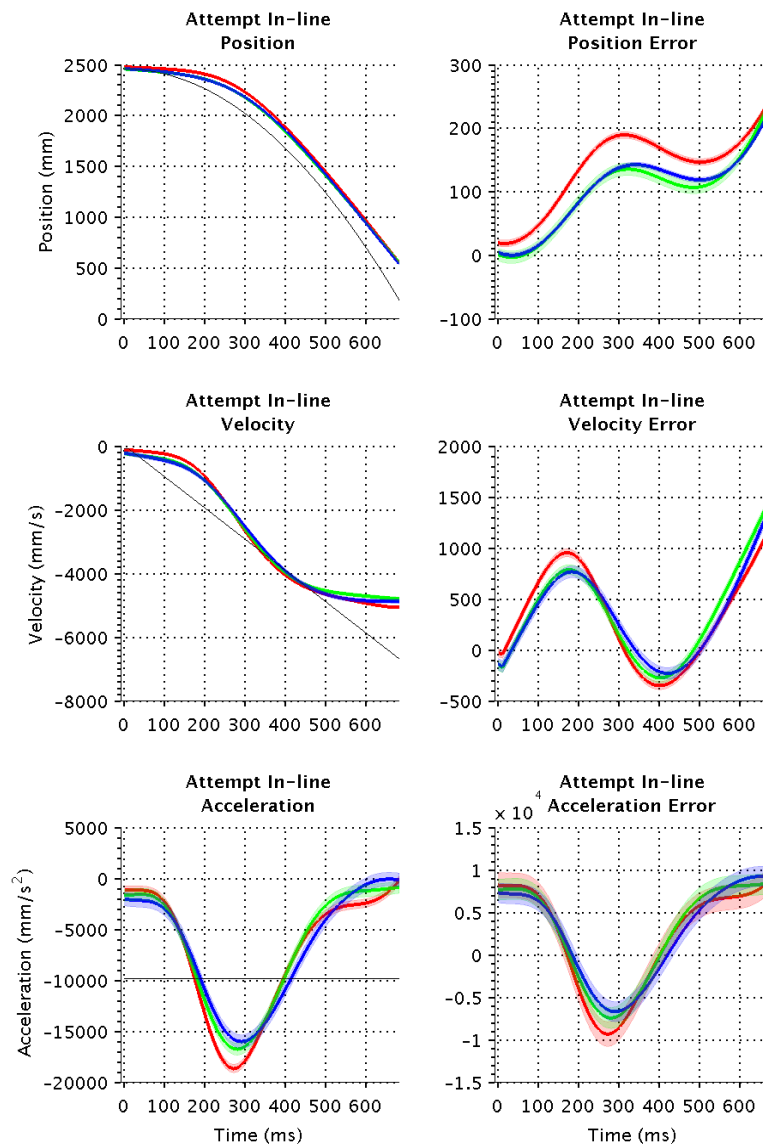 Attempt In-line
Position
Attempt In-line
Position Error
Position (mm)
2500
2000
1500
1000
500
0
0 100 200 300 400 500 600
300
200
100
0
-100
0 100 200 300 400 500 600
Attempt In-line
Velocity
Attempt In-line
Velocity Error
Velocity (mm/s)
0
-2000
-4000
-6000
-8000
0 100 200 300 400 500 600
2000
1500
1000
500
0
-500
0 100 200 300 400 500 600
Attempt In-line
Acceleration
Attempt In-line
Acceleration Error
Acceleration (mm/s²)
5000
0
-5000
-10000
-15000
-20000
0 100 200 300 400 500 600
Time (ms)
x 10⁴
1.5
1
0.5
0
-0.5
-1
-1.5
0 100 200 300 400 500 600
Time (ms)